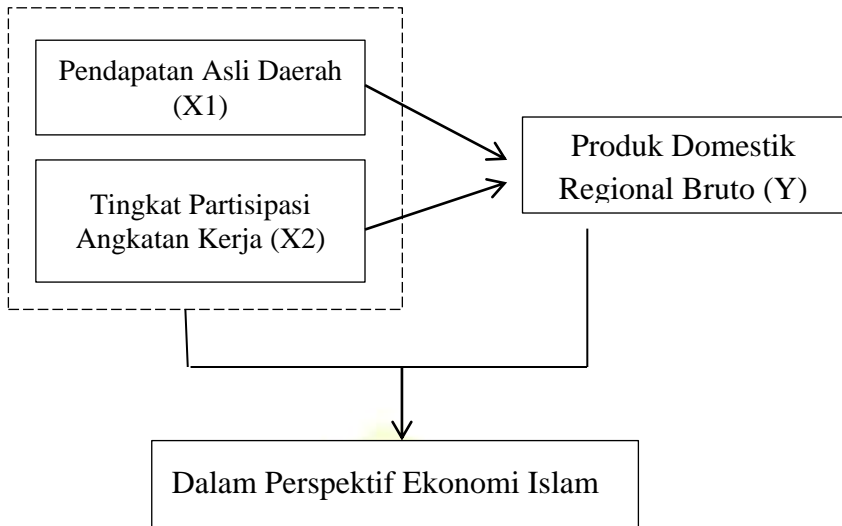 Pendapatan Asli Daerah
(X1)
Tingkat Partisipasi
Angkatan Kerja (X2)
Produk Domestik
Regional Bruto (Y)
Dalam Perspektif Ekonomi Islam